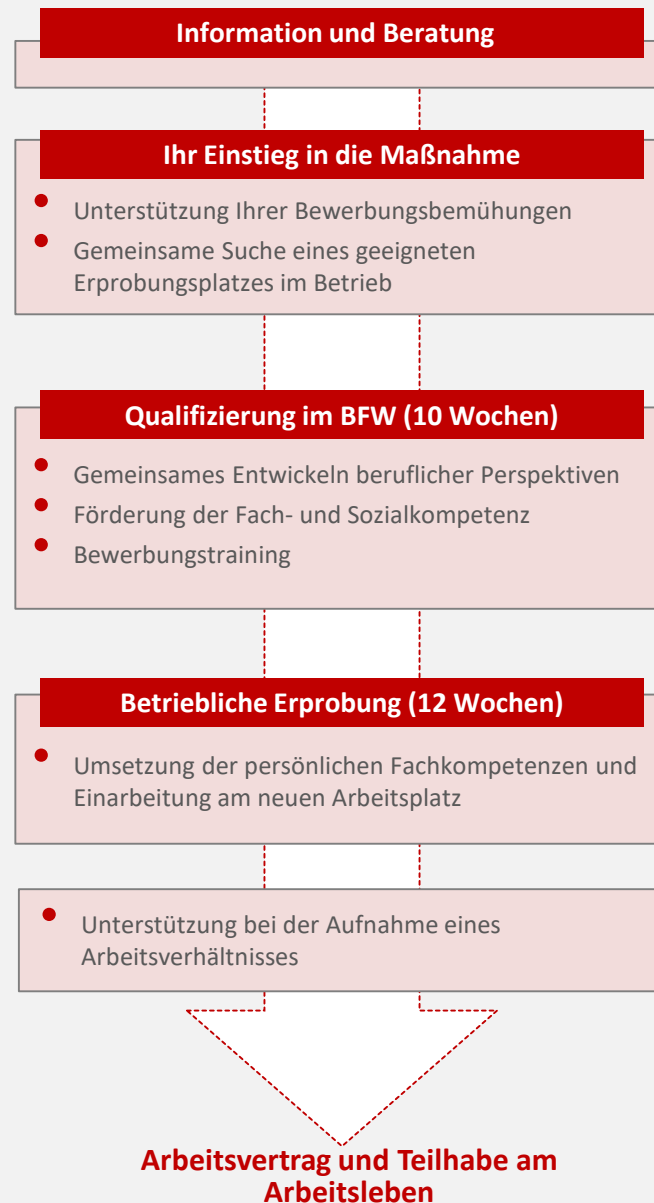 Information und Beratung
Ihr Einstieg in die Maßnahme
Unterstützung Ihrer Bewerbungsbemühungen
Gemeinsame Suche eines geeigneten
Erprobungsplatzes im Betrieb
Qualifizierung im BFW (10 Wochen)
Gemeinsames Entwickeln beruflicher Perspektiven
Förderung der Fach- und Sozialkompetenz
Bewerbungstraining
Betriebliche Erprobung (12 Wochen)
Umsetzung der persönlichen Fachkompetenzen und
Einarbeitung am neuen Arbeitsplatz
Unterstützung bei der Aufnahme eines
Arbeitsverhältnisses
Arbeitsvertrag und Teilhabe am
Arbeitsleben